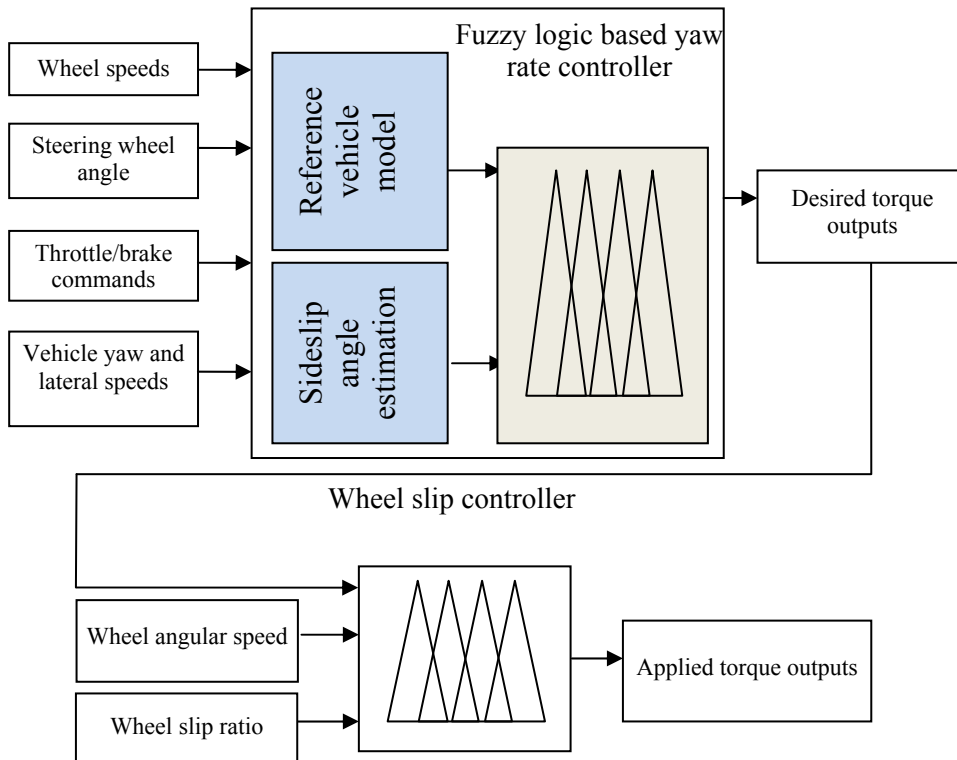 Fuzzy logic based yaw
rate controller
Wheel speeds
Steering wheel
angle
Throttle/brake
commands
Vehicle yaw and
lateral speeds
Reference
vehicle
model
Sideslip
angle
estimation
Desired torque
outputs
Wheel slip controller
Wheel angular speed
Wheel slip ratio
Applied torque outputs